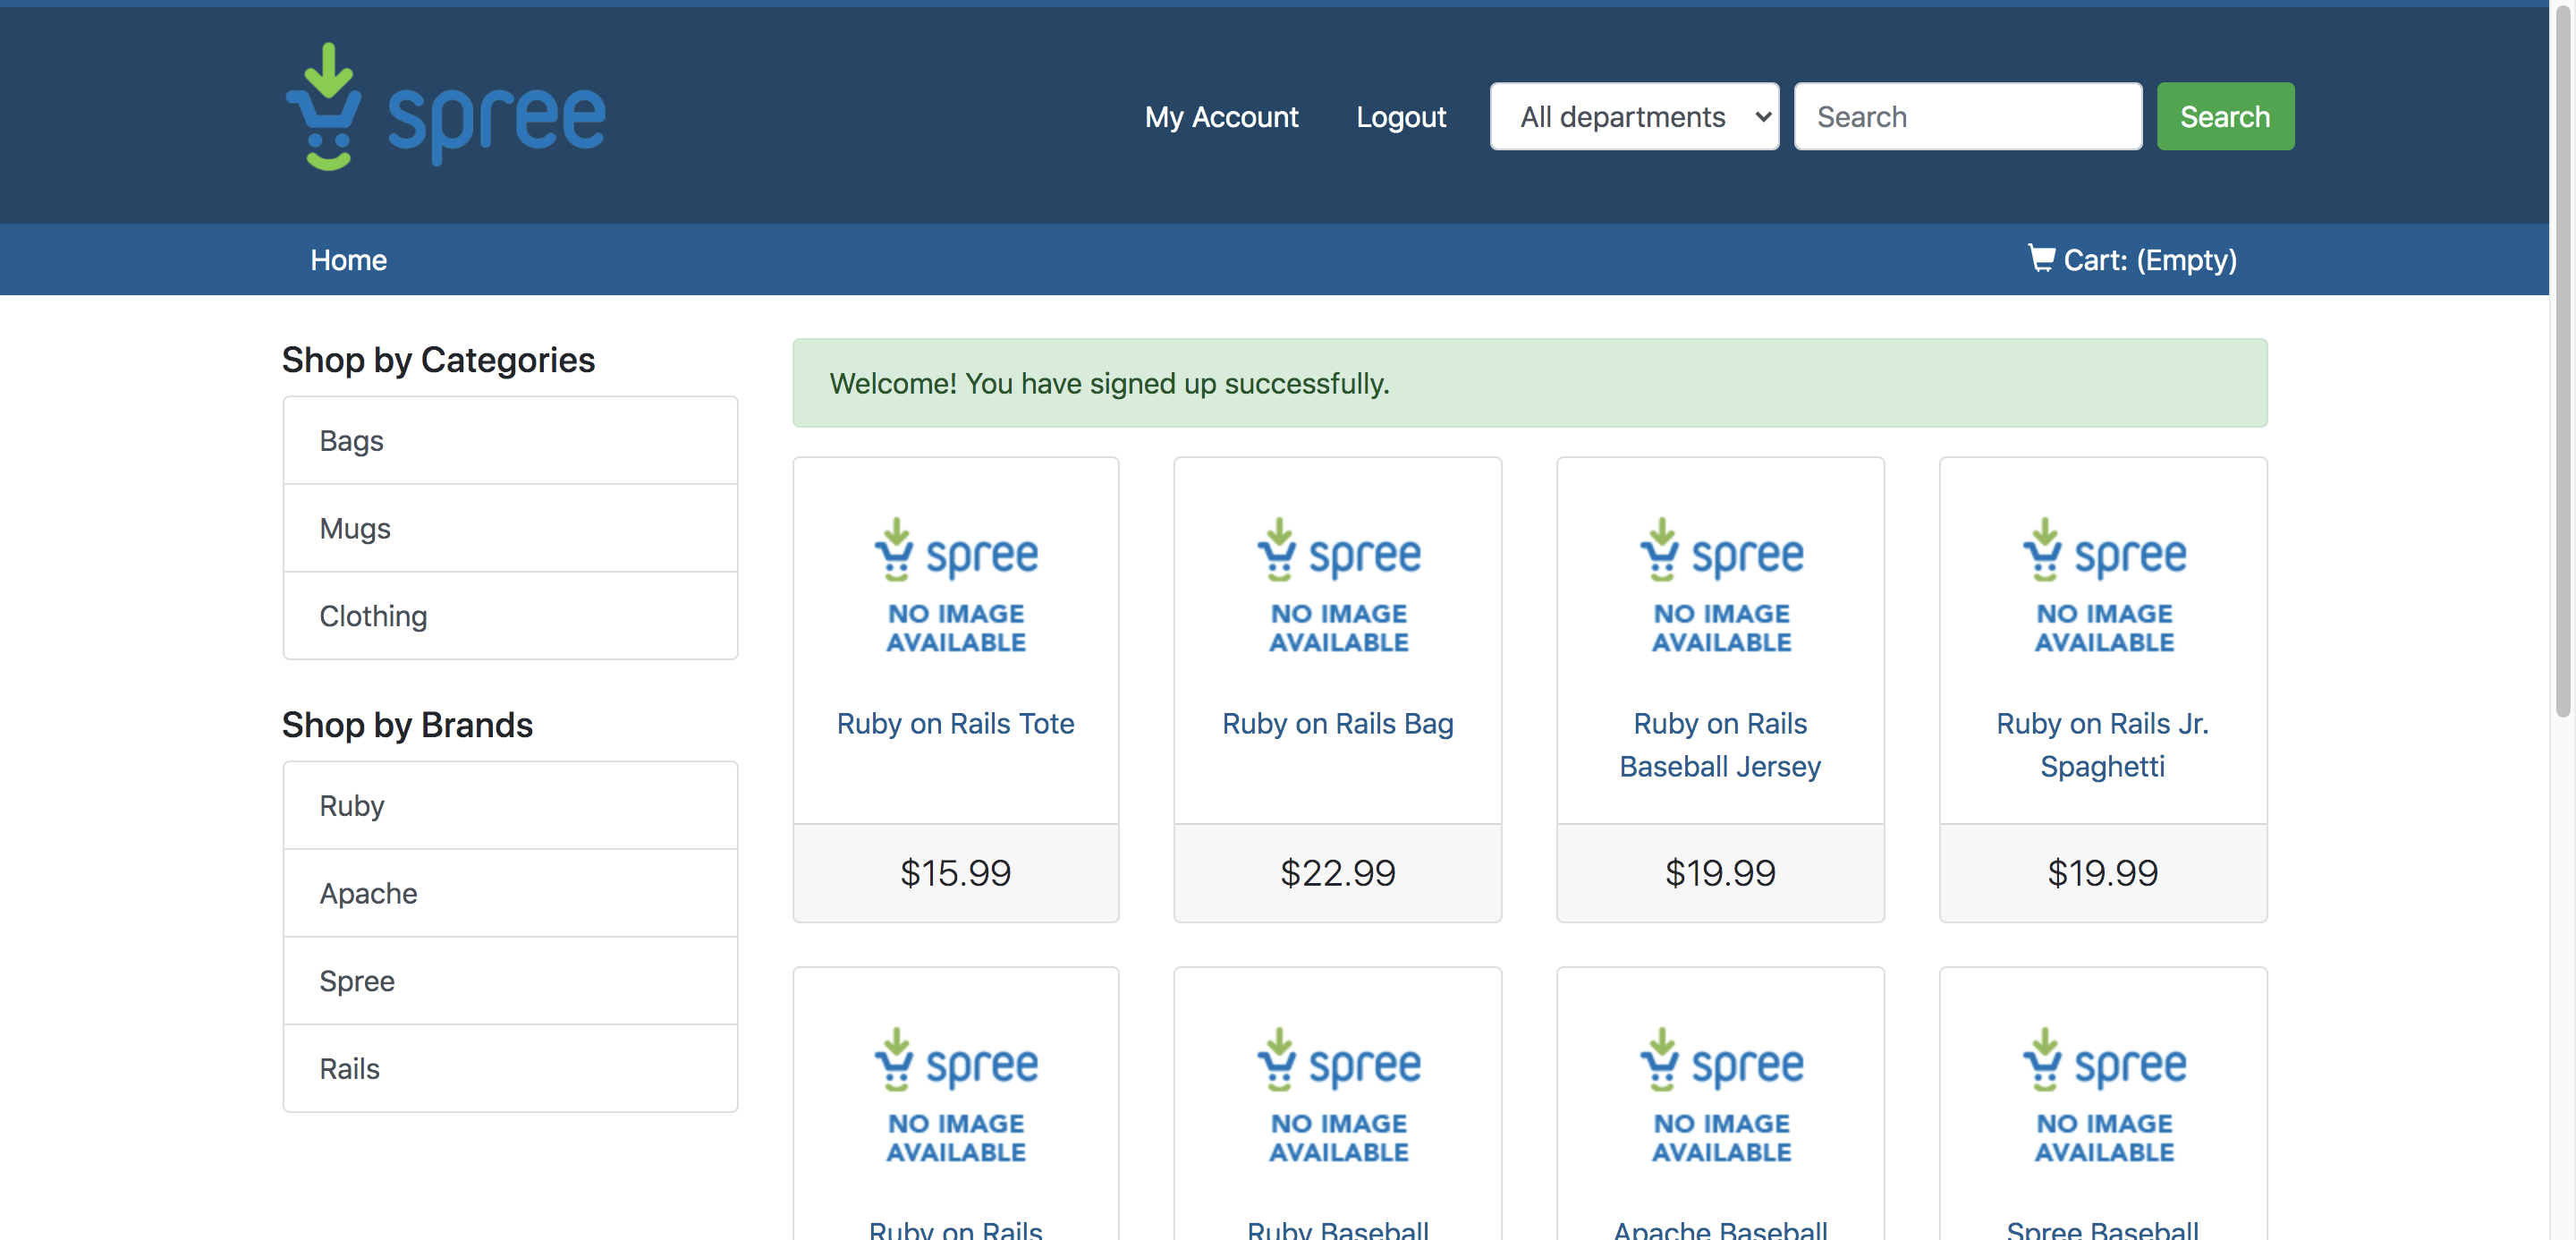 spree
My Account
Logout
All departments
Search
Search
Home
Cart: (Empty)
Shop by Categories
Bags
Mugs
Clothing
Shop by Brands
Ruby
Apache
Spree
Rails
Welcome! You have signed up successfully.
spree
NO IMAGE
AVAILABLE
Ruby on Rails Tote
$15.99
spree
NO IMAGE
AVAILABLE
Ruby on Rails Bag
$22.99
spree
NO IMAGE
AVAILABLE
Ruby on Rails
Baseball Jersey
$19.99
spree
NO IMAGE
AVAILABLE
Ruby on Rails Jr.
Spaghetti
$19.99
spree
NO IMAGE
AVAILABLE
Ruby on Rails
spree
NO IMAGE
AVAILABLE
Ruby Baseball
spree
NO IMAGE
AVAILABLE
Apache Baseball
spree
NO IMAGE
AVAILABLE
Spree Baseball